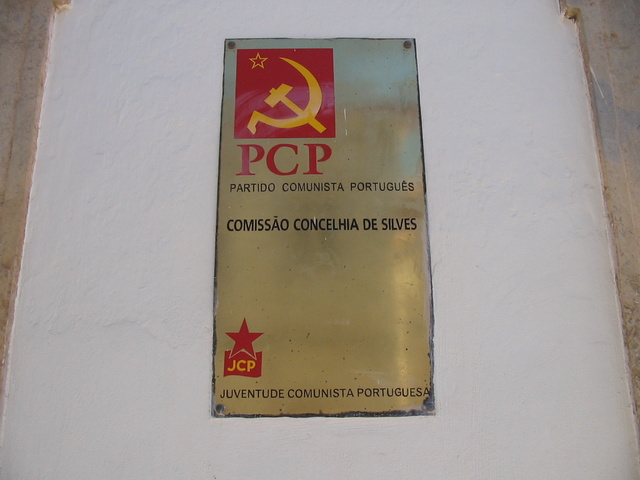 PCP
PARTIDO COMUNISTA PORTUGUÊS
COMISSÃO CONCELHIA DE SILVES
JCP
JUVENTUDE COMUNISTA PORTUGUESA